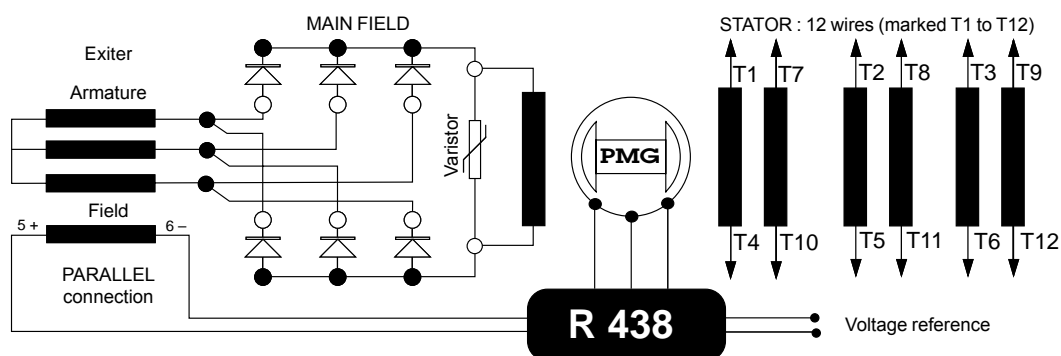 MAIN FIELD
STATOR : 12 wires (marked T1 to T12)
Exiter
Armature
T1 T7 T2 T8 T3 T9
Varistor
PMG
Field
5 + 6 –
T4 T10 T5 T11 T6 T12
PARALLEL
connection
R 438
Voltage reference